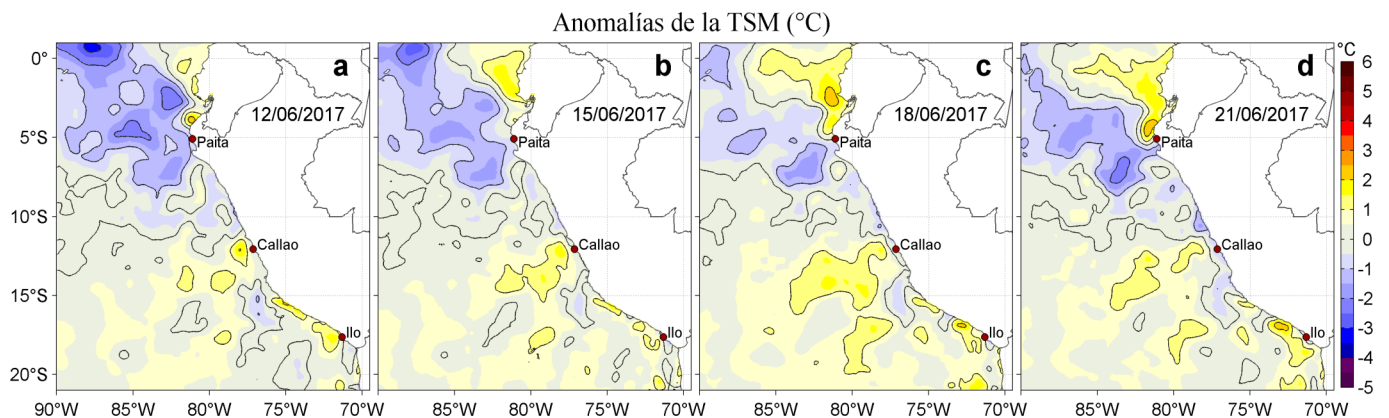 Anomalías de la TSM (°C)
a
b
c
d
°C
12/06/2017
15/06/2017
18/06/2017
21/06/2017
0°
5°S
10°S
15°S
20°S
Paita
Callao
Ilo
Paita
Callao
Ilo
Paita
Callao
Ilo
Paita
Callao
Ilo
6
5
4
3
2
1
0
-1
-2
-3
-4
-5
90°W
85°W
80°W
75°W
70°W
85°W
80°W
75°W
70°W
85°W
80°W
75°W
70°W
85°W
80°W
75°W
70°W